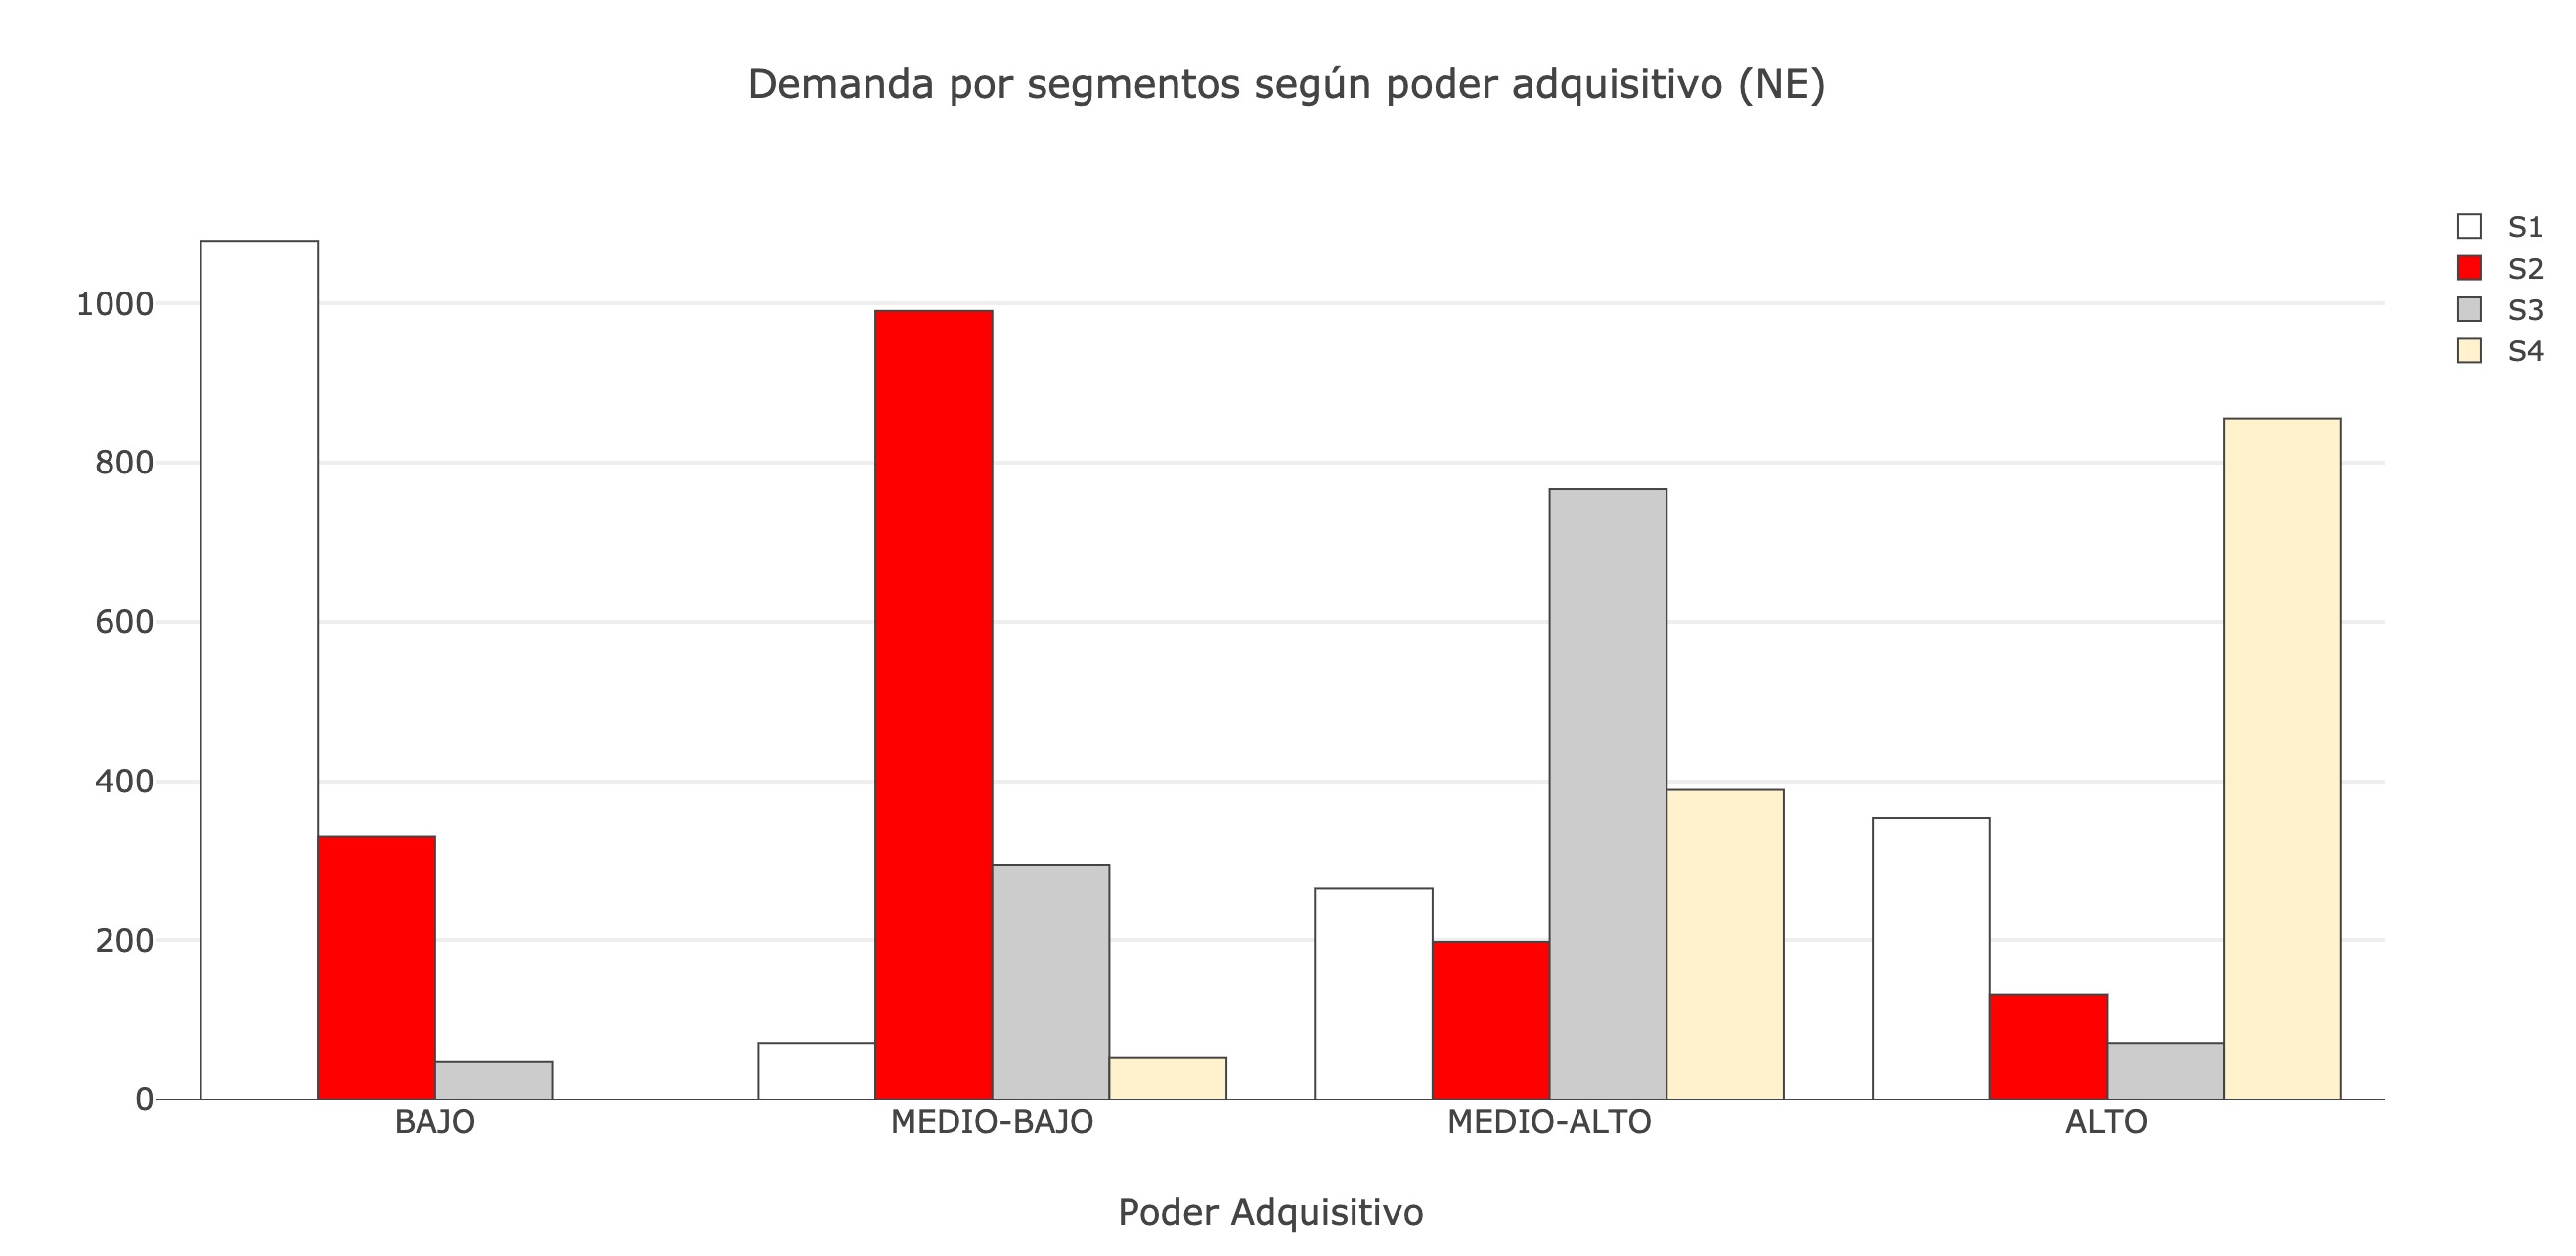 Demanda por segmentos según poder adquisitivo (NE)
S1
S2
S3
S4
1000
800
600
400
200
0
BAJO
MEDIO-BAJO
MEDIO-ALTO
ALTO
Poder Adquisitivo